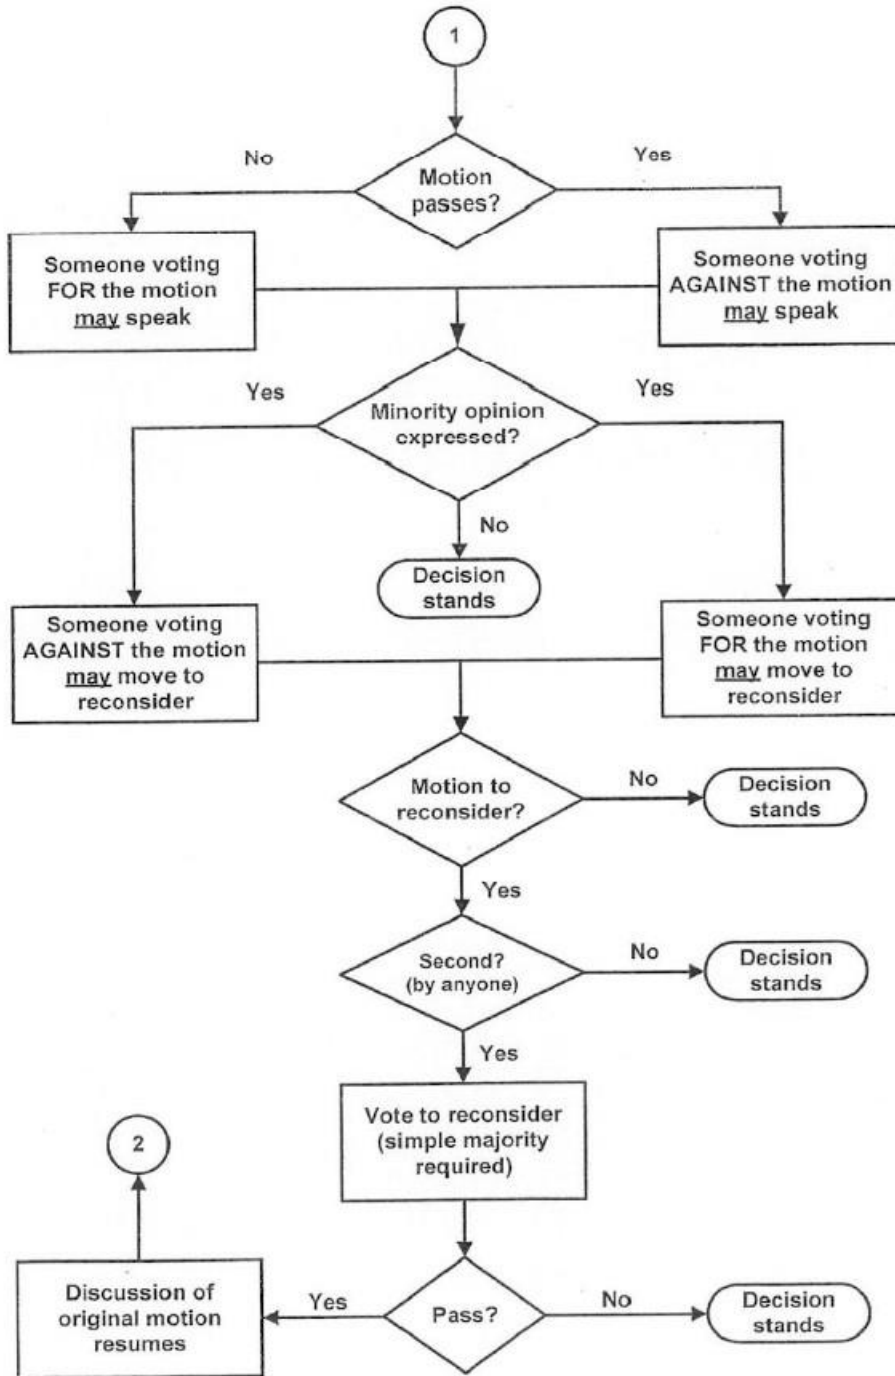 1
No
Yes
Motion
passes?
Someone voting
FOR the motion
may speak
Someone voting
AGAINST the motion
may speak
Yes
Yes
Minority opinion
expressed?
No
Decision
stands
Someone voting
AGAINST the motion
may move to
reconsider
Someone voting
FOR the motion
may move to
reconsider
Motion to
reconsider?
No
Decision
stands
Yes
Second?
(by anyone)
No
Decision
stands
Yes
Vote to reconsider
(simple majority
required)
2
Discussion of
original motion
resumes
Yes
Pass?
No
Decision
stands